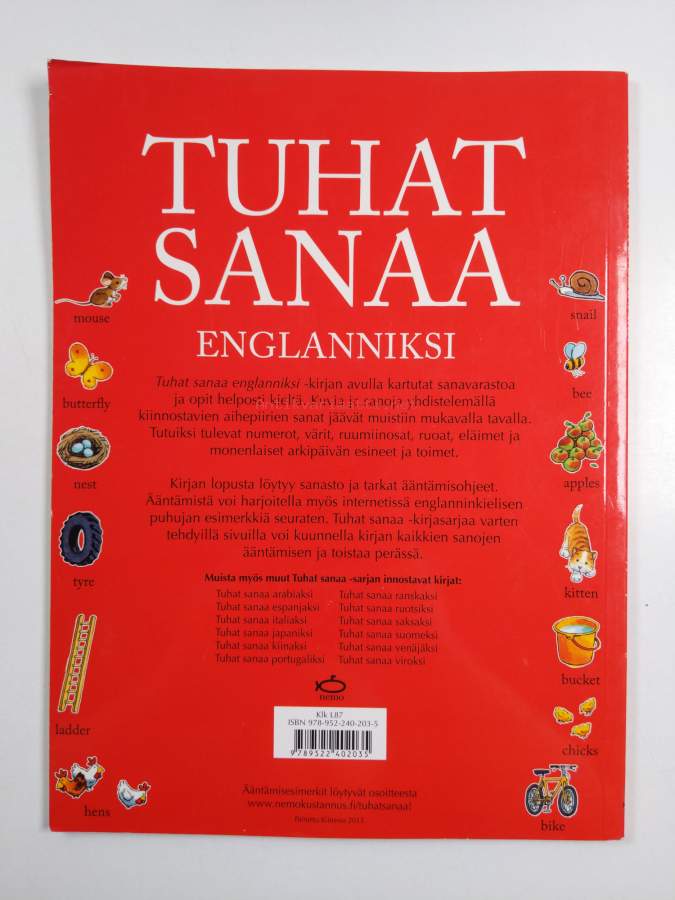 TUHAT
SANAA
ENGLANNIKSI
Tuhat sanaa englanniksi -kirjan avulla kartutat sanavarastoa
ja opit helposti kieltä. Kuvia ja sanoja yhdistelemällä
kiinnostavien aihepiirien sanat jäävät muistiin mukavalla tavalla.
Tutuiksi tulevat numerot, värit, ruumiinosat, ruoat, eläimet ja
monenlaiset arkipäivän esineet ja toimet.
Kirjan lopusta löytyy sanasto ja tarkat ääntämisohjeet.
Ääntämistä voi harjoitella myös internetissä englanninkielisen
puhujan esimerkkiä seuraten. Tuhat sanaa -kirjasarjaa varten
tehdyillä sivuilla voi kuunnella kirjan kaikkien sanojen
ääntämisen ja toistaa perässä.
Muista myös muut Tuhat sanaa -sarjan innostavat kirjat:
Tuhat sanaa arabiaksi
Tuhat sanaa espanjaksi
Tuhat sanaa italiaksi
Tuhat sanaa japaniksi
Tuhat sanaa kiinaksi
Tuhat sanaa portugaliksi
Tuhat sanaa ranskaksi
Tuhat sanaa ruotsiksi
Tuhat sanaa saksaksi
Tuhat sanaa suomeksi
Tuhat sanaa venäjäksi
Tuhat sanaa viroksi
nemo
Klk L87
ISBN 978-952-240-203-5
9789522402035
Ääntämisesimerkit löytyvät osoitteesta
www.nemokustannus.fi/tuhatsanaa!
Painettu Kiinassa 2013
mouse
butterfly
nest
tyre
ladder
hens
snail
bee
apples
kitten
bucket
chicks
bike